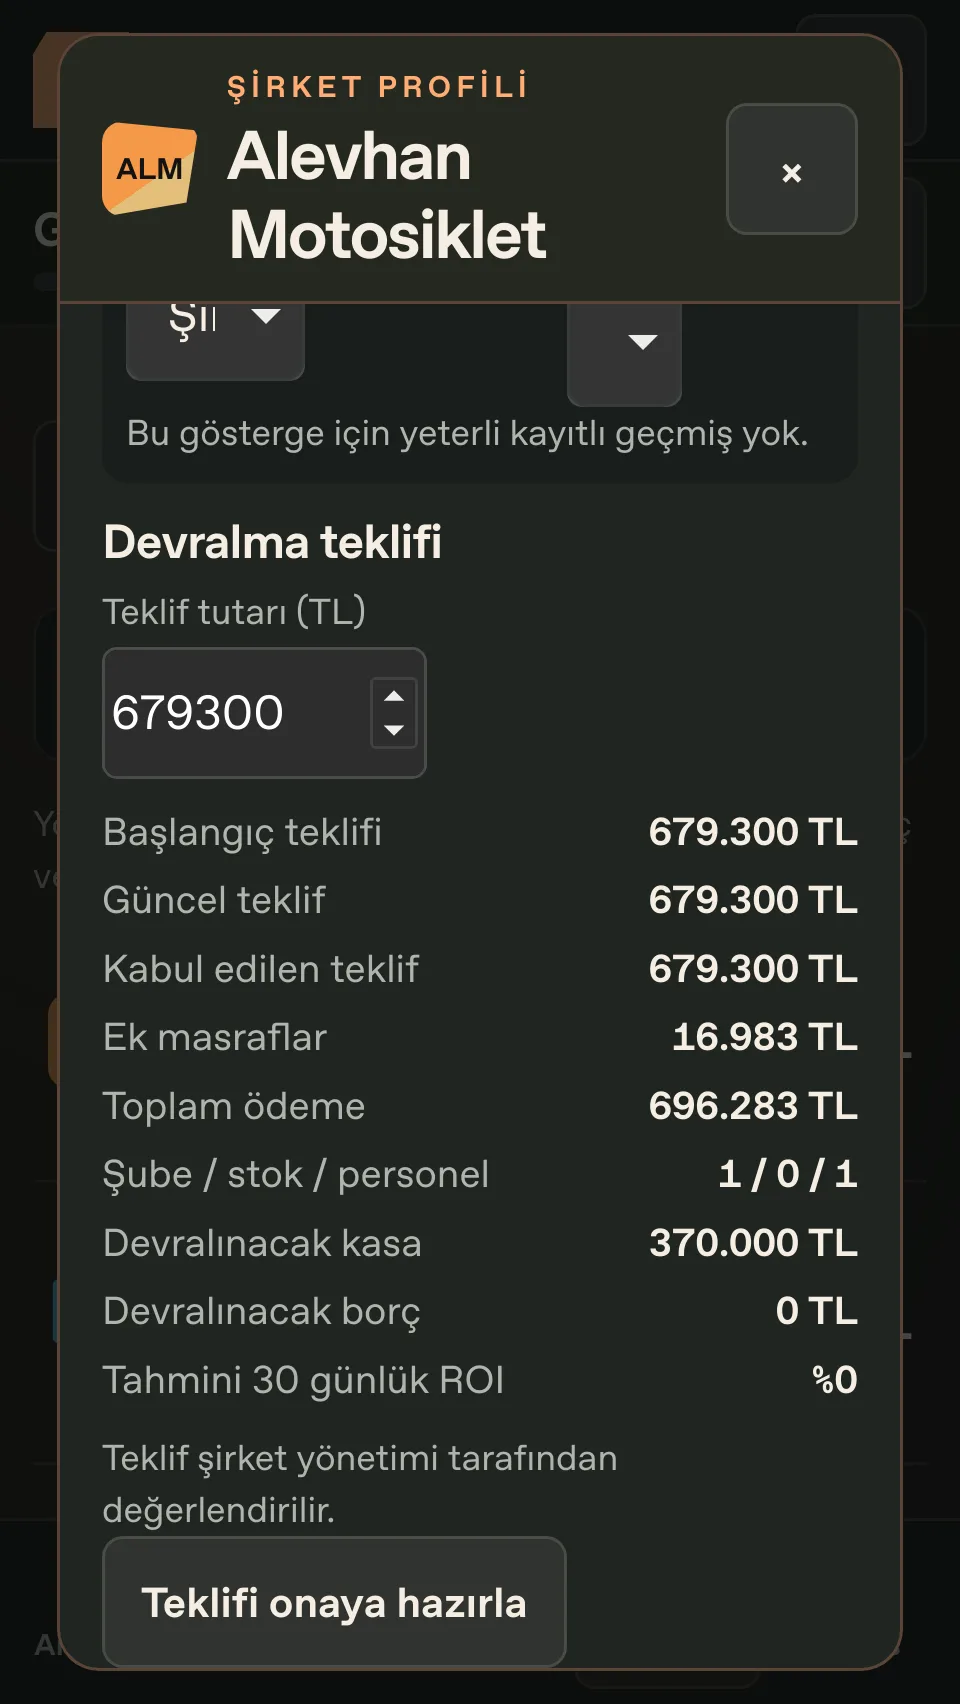 ŞİRKET PROFİLİ
ALM
Alevhan
Motosiklet
×
Bu gösterge için yeterli kayıtlı geçmiş yok.
Devralma teklifi
Teklif tutarı (TL)
679300
Başlangıç teklifi 679.300 TL
Güncel teklif 679.300 TL
Kabul edilen teklif 679.300 TL
Ek masraflar 16.983 TL
Toplam ödeme 696.283 TL
Şube / stok / personel 1 / 0 / 1
Devralınacak kasa 370.000 TL
Devralınacak borç 0 TL
Tahmini 30 günlük ROI %0
Teklif şirket yönetimi tarafından
değerlendirilir.
Teklifi onaya hazırla